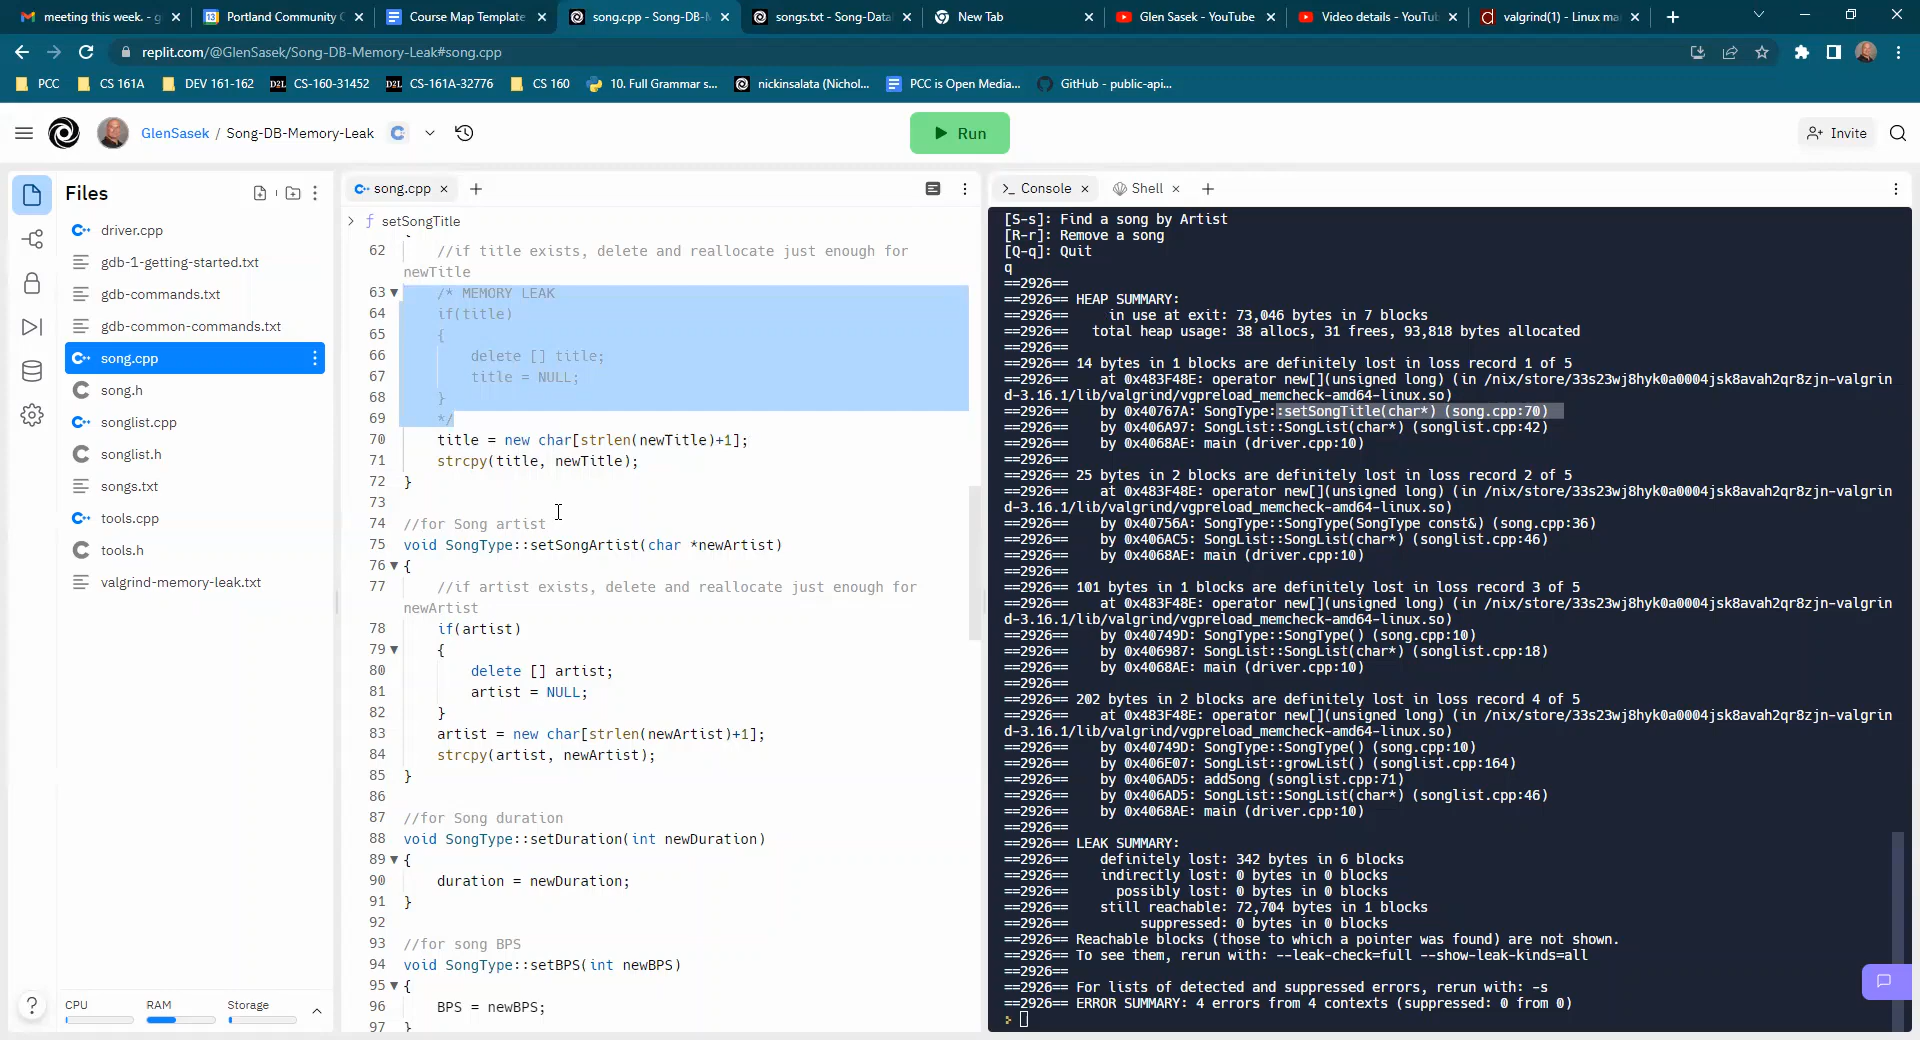 meeting this week. - g
Portland Community C
Course Map Template
song.cpp - Song-DB-M
songs.txt - Song-Datal
New Tab
Glen Sasek - YouTube
Video details - YouTu
valgrind(1) - Linux ma
replit.com/@GlenSasek/Song-DB-Memory-Leak#song.cpp
PCC
CS 161A
DEV 161-162
D2L CS-160-31452
D2L CS-161A-32776
CS 160
10. Full Grammar s...
nickinsalata (Nichol...
PCC is Open Media...
GitHub - public-api...
GlenSasek / Song-DB-Memory-Leak
Run
Invite
Files
driver.cpp
gdb-1-getting-started.txt
gdb-commands.txt
gdb-common-commands.txt
song.cpp
song.h
songlist.cpp
songlist.h
songs.txt
tools.cpp
tools.h
valgrind-memory-leak.txt
CPU
RAM
Storage
song.cpp
setSongTitle
62 //if title exists, delete and reallocate just enough for
newTitle
63 /* MEMORY LEAK
64 if(title)
65 {
66 delete [] title;
67 title = NULL;
68 }
69 */
70 title = new char[strlen(newTitle)+1];
71 strcpy(title, newTitle);
72 }
73
74 //for Song artist
75 void SongType::setSongArtist(char *newArtist)
76 {
77 //if artist exists, delete and reallocate just enough for
newArtist
78 if(artist)
79 {
80 delete [] artist;
81 artist = NULL;
82 }
83 artist = new char[strlen(newArtist)+1];
84 strcpy(artist, newArtist);
85 }
86
87 //for Song duration
88 void SongType::setDuration(int newDuration)
89 {
90 duration = newDuration;
91 }
92
93 //for song BPS
94 void SongType::setBPS(int newBPS)
95 {
96 BPS = newBPS;
97 }
Console
Shell
[S-s]: Find a song by Artist
[R-r]: Remove a song
[Q-q]: Quit
q
==2926==
==2926== HEAP SUMMARY:
==2926== in use at exit: 73,046 bytes in 7 blocks
==2926== total heap usage: 38 allocs, 31 frees, 93,818 bytes allocated
==2926==
==2926== 14 bytes in 1 blocks are definitely lost in loss record 1 of 5
==2926== at 0x483F48E: operator new[](unsigned long) (in /nix/store/33s23wj8hyk0a0004jsk8avah2qr8zjn-valgrin
d-3.16.1/lib/valgrind/vgpreload_memcheck-amd64-linux.so)
==2926== by 0x40767A: SongType::setSongTitle(char*) (song.cpp:70)
==2926== by 0x406A97: SongList::SongList(char*) (songlist.cpp:42)
==2926== by 0x4068AE: main (driver.cpp:10)
==2926==
==2926== 25 bytes in 2 blocks are definitely lost in loss record 2 of 5
==2926== at 0x483F48E: operator new[](unsigned long) (in /nix/store/33s23wj8hyk0a0004jsk8avah2qr8zjn-valgrin
d-3.16.1/lib/valgrind/vgpreload_memcheck-amd64-linux.so)
==2926== by 0x40756A: SongType::SongType(SongType const&) (song.cpp:36)
==2926== by 0x406AC5: SongList::SongList(char*) (songlist.cpp:46)
==2926== by 0x4068AE: main (driver.cpp:10)
==2926==
==2926== 101 bytes in 1 blocks are definitely lost in loss record 3 of 5
==2926== at 0x483F48E: operator new[](unsigned long) (in /nix/store/33s23wj8hyk0a0004jsk8avah2qr8zjn-valgrin
d-3.16.1/lib/valgrind/vgpreload_memcheck-amd64-linux.so)
==2926== by 0x40749D: SongType::SongType() (song.cpp:10)
==2926== by 0x406987: SongList::SongList(char*) (songlist.cpp:18)
==2926== by 0x4068AE: main (driver.cpp:10)
==2926==
==2926== 202 bytes in 2 blocks are definitely lost in loss record 4 of 5
==2926== at 0x483F48E: operator new[](unsigned long) (in /nix/store/33s23wj8hyk0a0004jsk8avah2qr8zjn-valgrin
d-3.16.1/lib/valgrind/vgpreload_memcheck-amd64-linux.so)
==2926== by 0x40749D: SongType::SongType() (song.cpp:10)
==2926== by 0x406E07: SongList::growList() (songlist.cpp:164)
==2926== by 0x406AD5: addSong (songlist.cpp:71)
==2926== by 0x406AD5: SongList::SongList(char*) (songlist.cpp:46)
==2926== by 0x4068AE: main (driver.cpp:10)
==2926==
==2926== LEAK SUMMARY:
==2926== definitely lost: 342 bytes in 6 blocks
==2926== indirectly lost: 0 bytes in 0 blocks
==2926== possibly lost: 0 bytes in 0 blocks
==2926== still reachable: 72,704 bytes in 1 blocks
==2926== suppressed: 0 bytes in 0 blocks
==2926== Reachable blocks (those to which a pointer was found) are not shown.
==2926== To see them, rerun with: --leak-check=full --show-leak-kinds=all
==2926==
==2926== For lists of detected and suppressed errors, rerun with: -s
==2926== ERROR SUMMARY: 4 errors from 4 contexts (suppressed: 0 from 0)